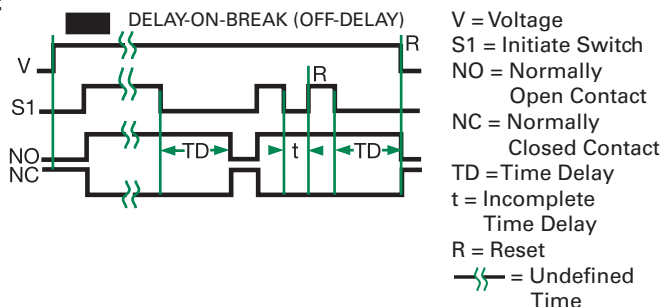 DELAY-ON-BREAK (OFF-DELAY)
R
V
R
S1
NO
NC
TD
t
TD
V = Voltage
S1 = Initiate Switch
NO = Normally
Open Contact
NC = Normally
Closed Contact
TD = Time Delay
t = Incomplete
Time Delay
R = Reset
= Undefined
Time